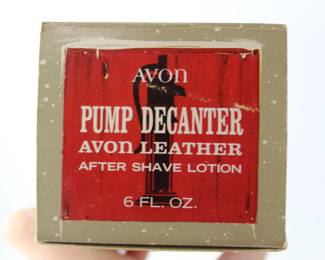 AVON
PUMP DECANTER
AVON LEATHER
AFTER SHAVE LOTION
6 FL. OZ.